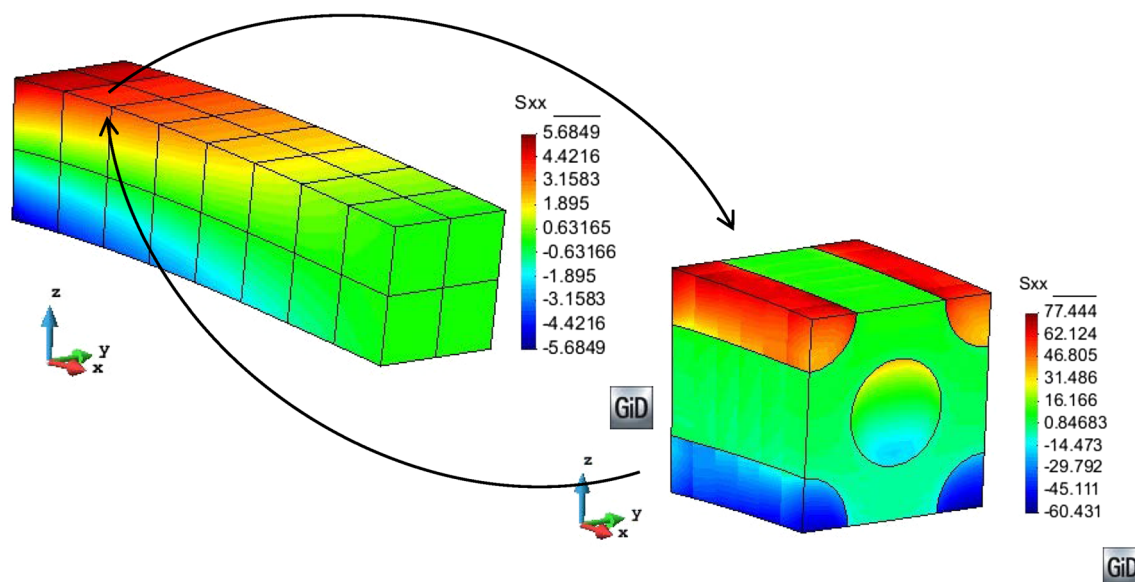 Sxx
5.6849
4.4216
3.1583
1.895
0.63165
-0.63166
-1.895
-3.1583
-4.4216
-5.6849
z
y
x
Sxx
77.444
62.124
46.805
31.486
16.166
0.84683
-14.473
-29.792
-45.111
-60.431
GiD
z
y
x
GiD